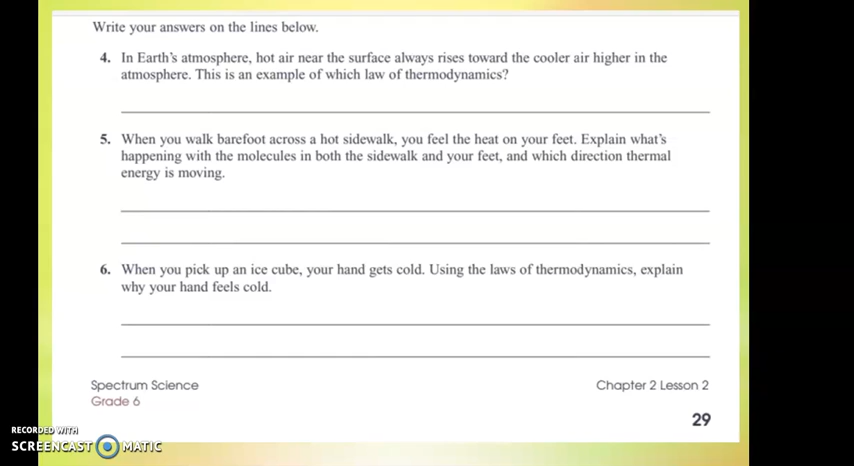 Write your answers on the lines below.
4. In Earth's atmosphere, hot air near the surface always rises toward the cooler air higher in the
atmosphere. This is an example of which law of thermodynamics?
5. When you walk barefoot across a hot sidewalk, you feel the heat on your feet. Explain what's
happening with the molecules in both the sidewalk and your feet, and which direction thermal
energy is moving.
6. When you pick up an ice cube, your hand gets cold. Using the laws of thermodynamics, explain
why your hand feels cold.
Spectrum Science
Grade 6
Chapter 2 Lesson 2
29
RECORDED WITH
SCREENCAST MATIC